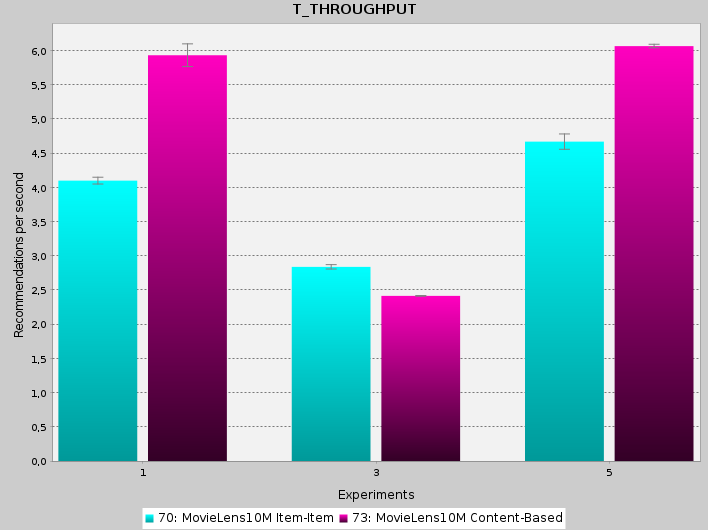 T_THROUGHPUT
Recommendations per second
6,0
5,5
5,0
4,5
4,0
3,5
3,0
2,5
2,0
1,5
1,0
0,5
0,0
1 3 5
Experiments
70: MovieLens10M Item-Item 73: MovieLens10M Content-Based